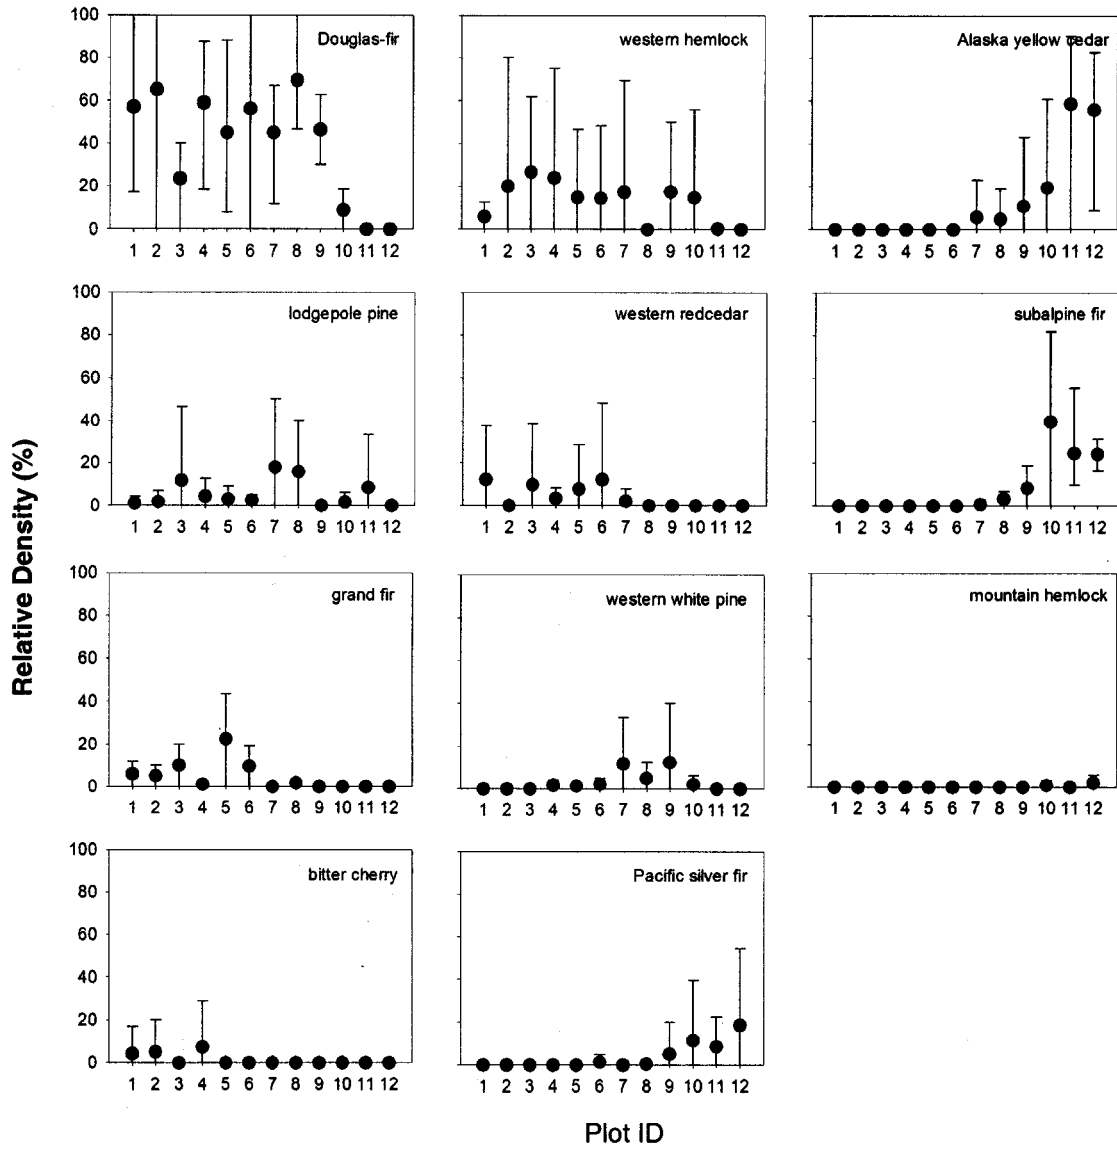 Relative Density (%)
Douglas-fir
100
80
60
40
20
0
1 2 3 4 5 6 7 8 9 10 11 12
western hemlock
1 2 3 4 5 6 7 8 9 10 11 12
Alaska yellow cedar
1 2 3 4 5 6 7 8 9 10 11 12
lodgepole pine
100
80
60
40
20
0
1 2 3 4 5 6 7 8 9 10 11 12
western redcedar
1 2 3 4 5 6 7 8 9 10 11 12
subalpine fir
1 2 3 4 5 6 7 8 9 10 11 12
grand fir
100
80
60
40
20
0
1 2 3 4 5 6 7 8 9 10 11 12
western white pine
1 2 3 4 5 6 7 8 9 10 11 12
mountain hemlock
1 2 3 4 5 6 7 8 9 10 11 12
bitter cherry
100
80
60
40
20
0
1 2 3 4 5 6 7 8 9 10 11 12
Pacific silver fir
1 2 3 4 5 6 7 8 9 10 11 12
Plot ID